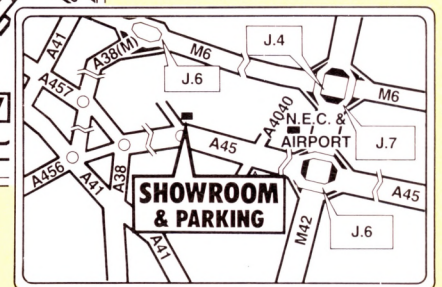 A41
A38(M)
M6
J.4
A457
J.6
A4040
M6
N.E.C. &
AIRPORT
J.7
A45
A456
A38
A41
SHOWROOM
& PARKING
A45
M42
J.6
A41